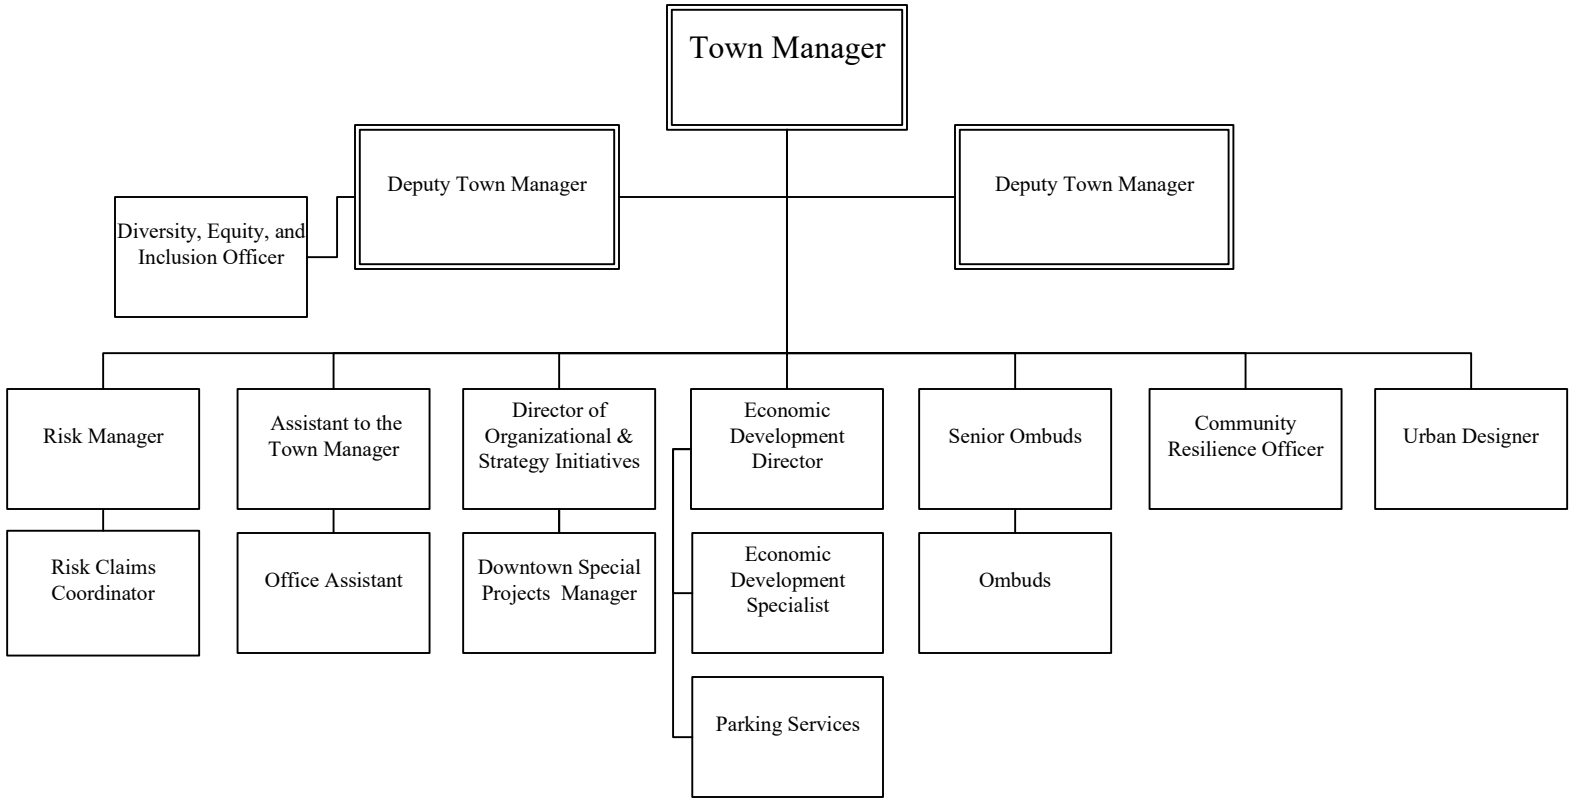 Town Manager
Deputy Town Manager
Deputy Town Manager
Diversity, Equity, and
Inclusion Officer
Risk Manager
Assistant to the
Town Manager
Director of
Organizational &
Strategy Initiatives
Economic
Development
Director
Senior Ombuds
Community
Resilience Officer
Urban Designer
Risk Claims
Coordinator
Office Assistant
Downtown Special
Projects  Manager
Economic
Development
Specialist
Ombuds
Parking Services